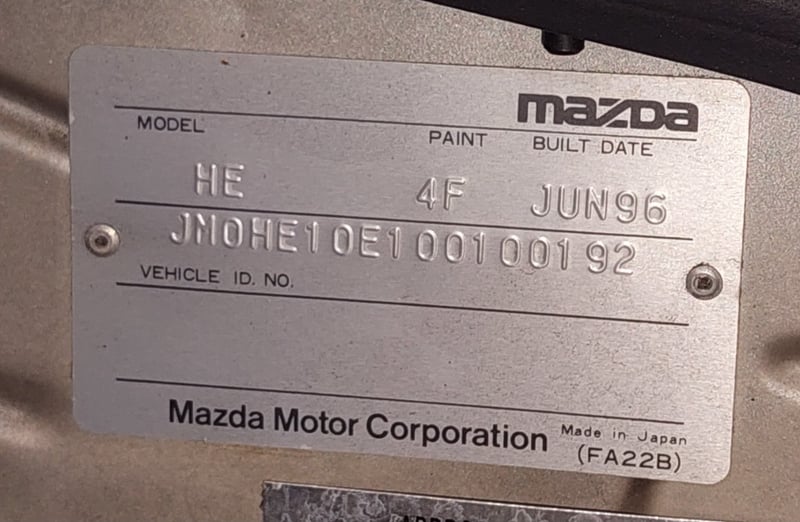 mazda
MODEL PAINT BUILT DATE
HE 4F JUN96
JM0HE10E100100192
VEHICLE ID. NO.
Mazda Motor Corporation Made in Japan
(FA22B)